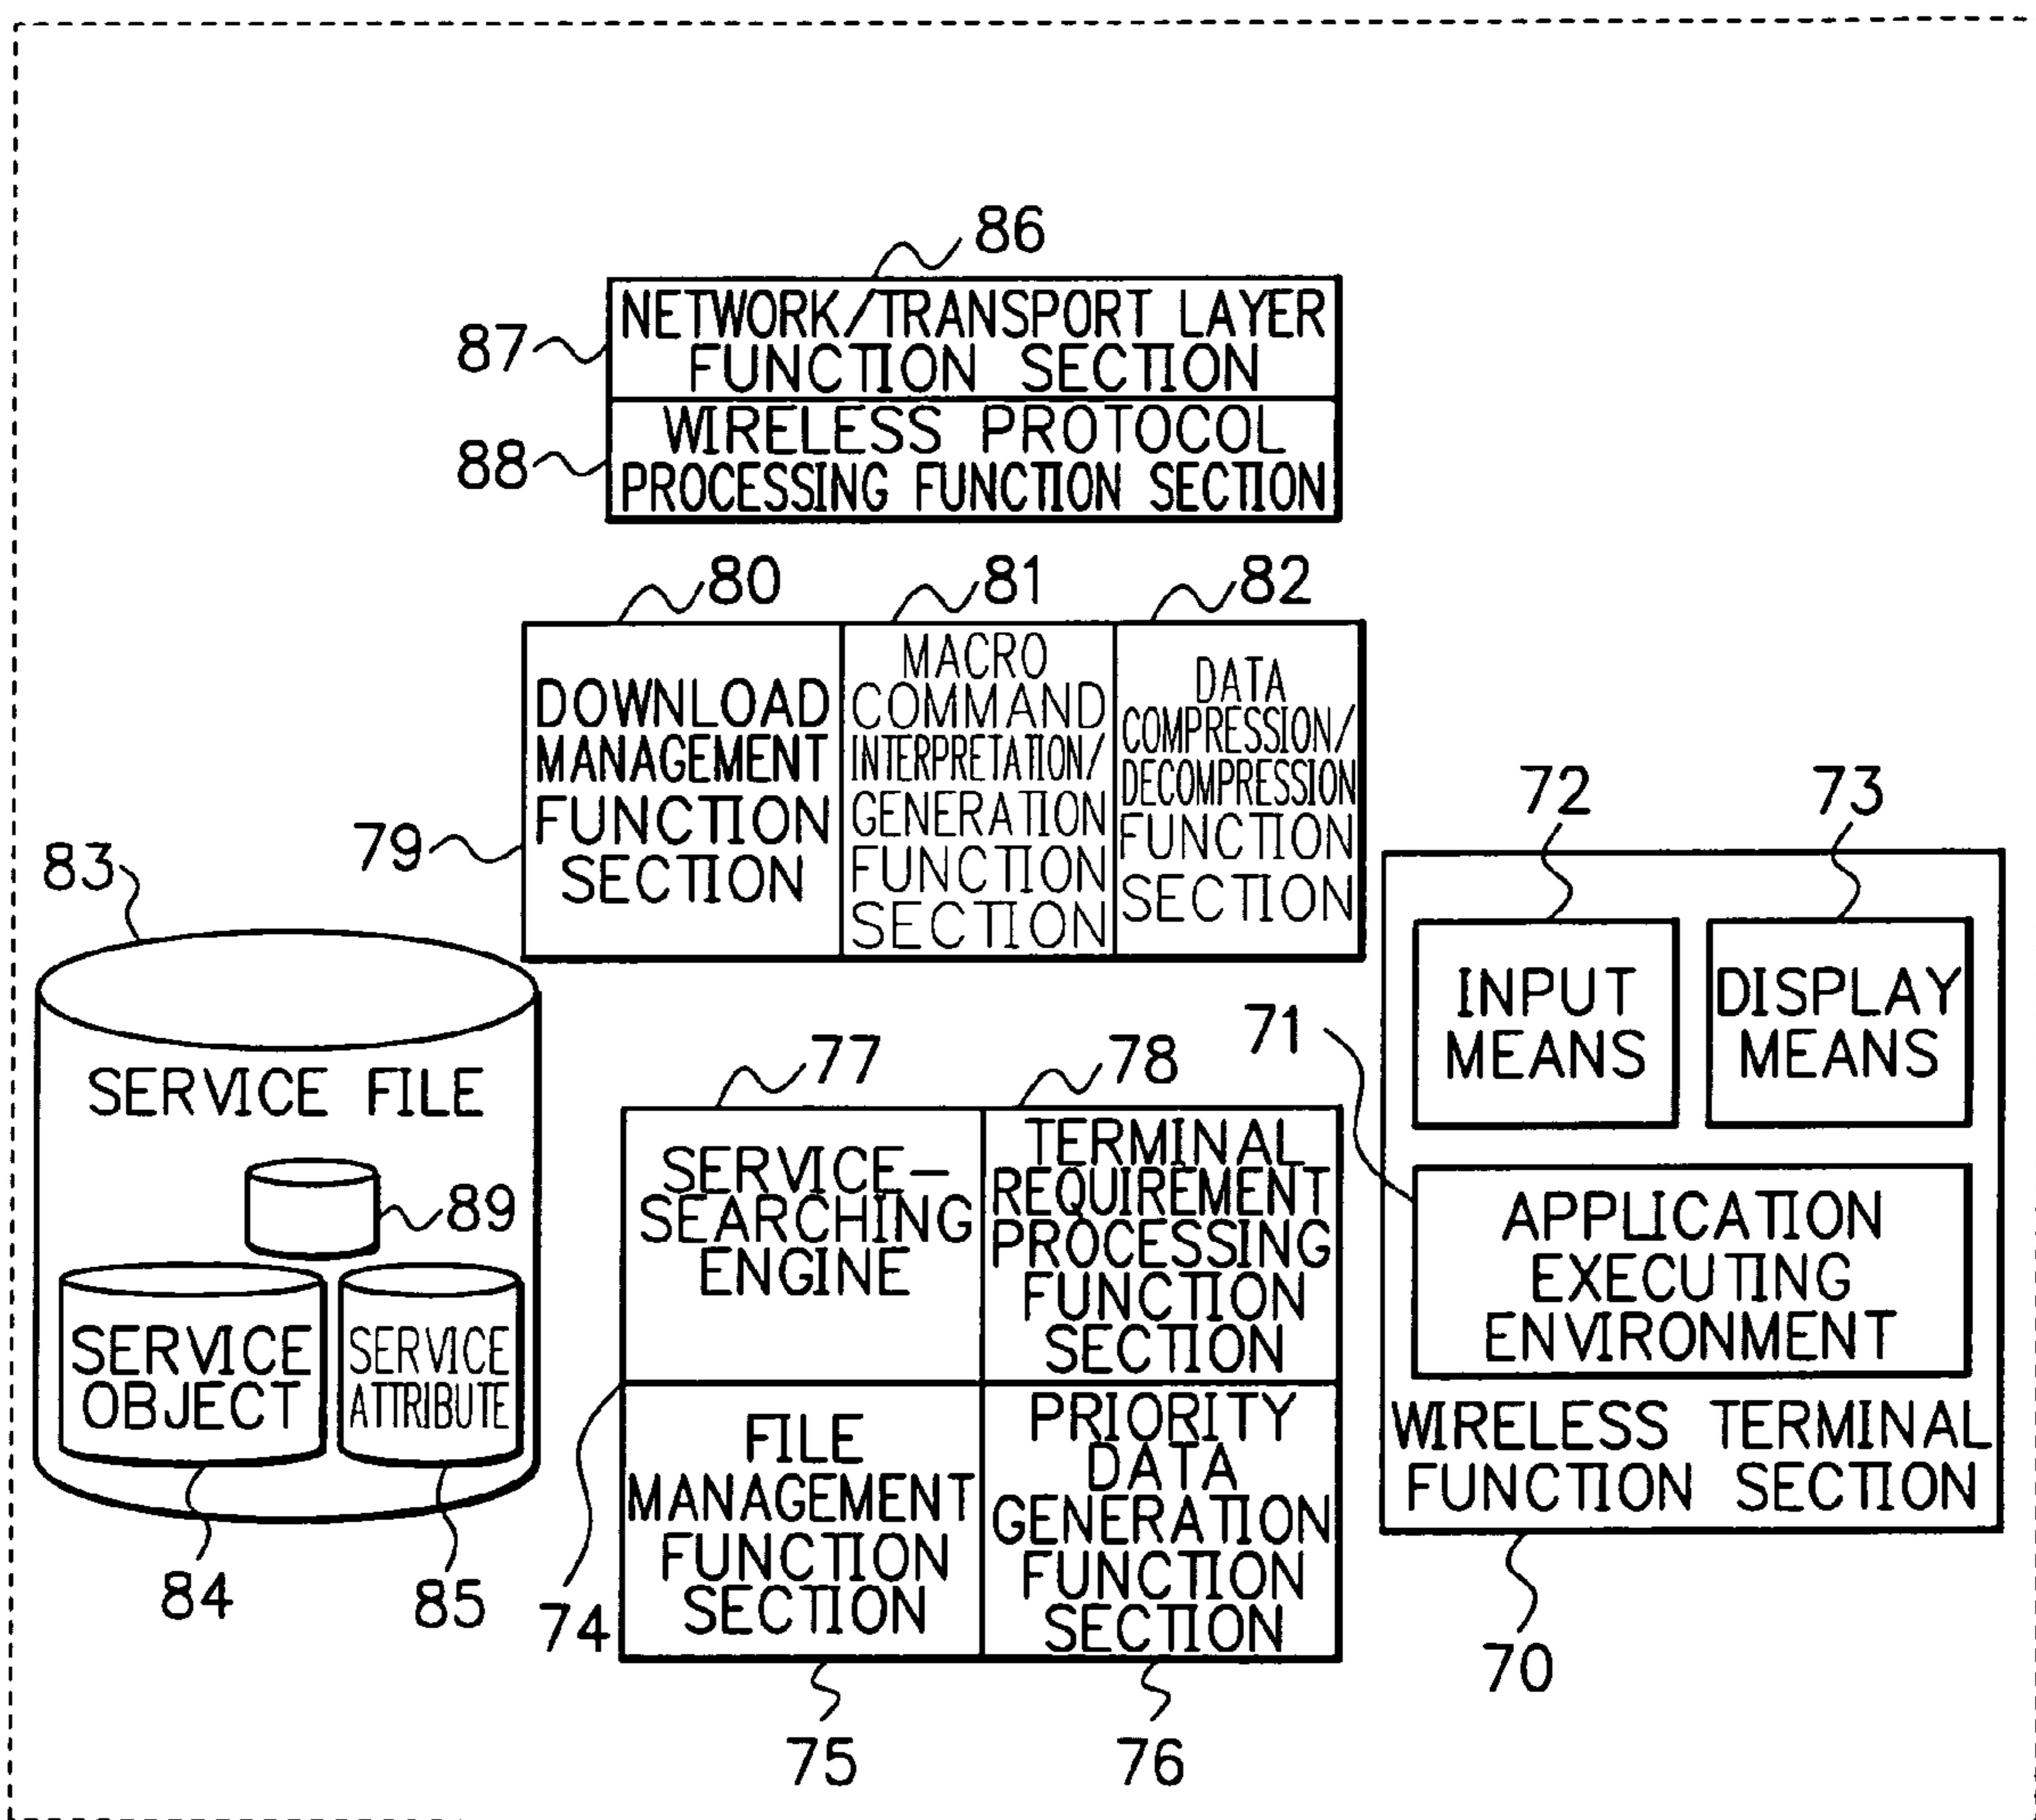 86
87
NETWORK/TRANSPORT LAYER
FUNCTION SECTION
88
WIRELESS PROTOCOL
PROCESSING FUNCTION SECTION
80
81
82
79
DOWNLOAD
MANAGEMENT
FUNCTION
SECTION
MACRO
COMMAND
INTERPRETATION/
GENERATION
FUNCTION
SECTION
DATA
COMPRESSION/
DECOMPRESSION
FUNCTION
SECTION
83
SERVICE FILE
89
SERVICE
OBJECT
SERVICE
ATTRIBUTE
84
85
77
78
SERVICE-
SEARCHING
ENGINE
TERMINAL
REQUIREMENT
PROCESSING
FUNCTION
SECTION
74
FILE
MANAGEMENT
FUNCTION
SECTION
PRIORITY
DATA
GENERATION
FUNCTION
SECTION
75
76
72
73
INPUT
MEANS
DISPLAY
MEANS
71
APPLICATION
EXECUTING
ENVIRONMENT
WIRELESS TERMINAL
FUNCTION SECTION
70